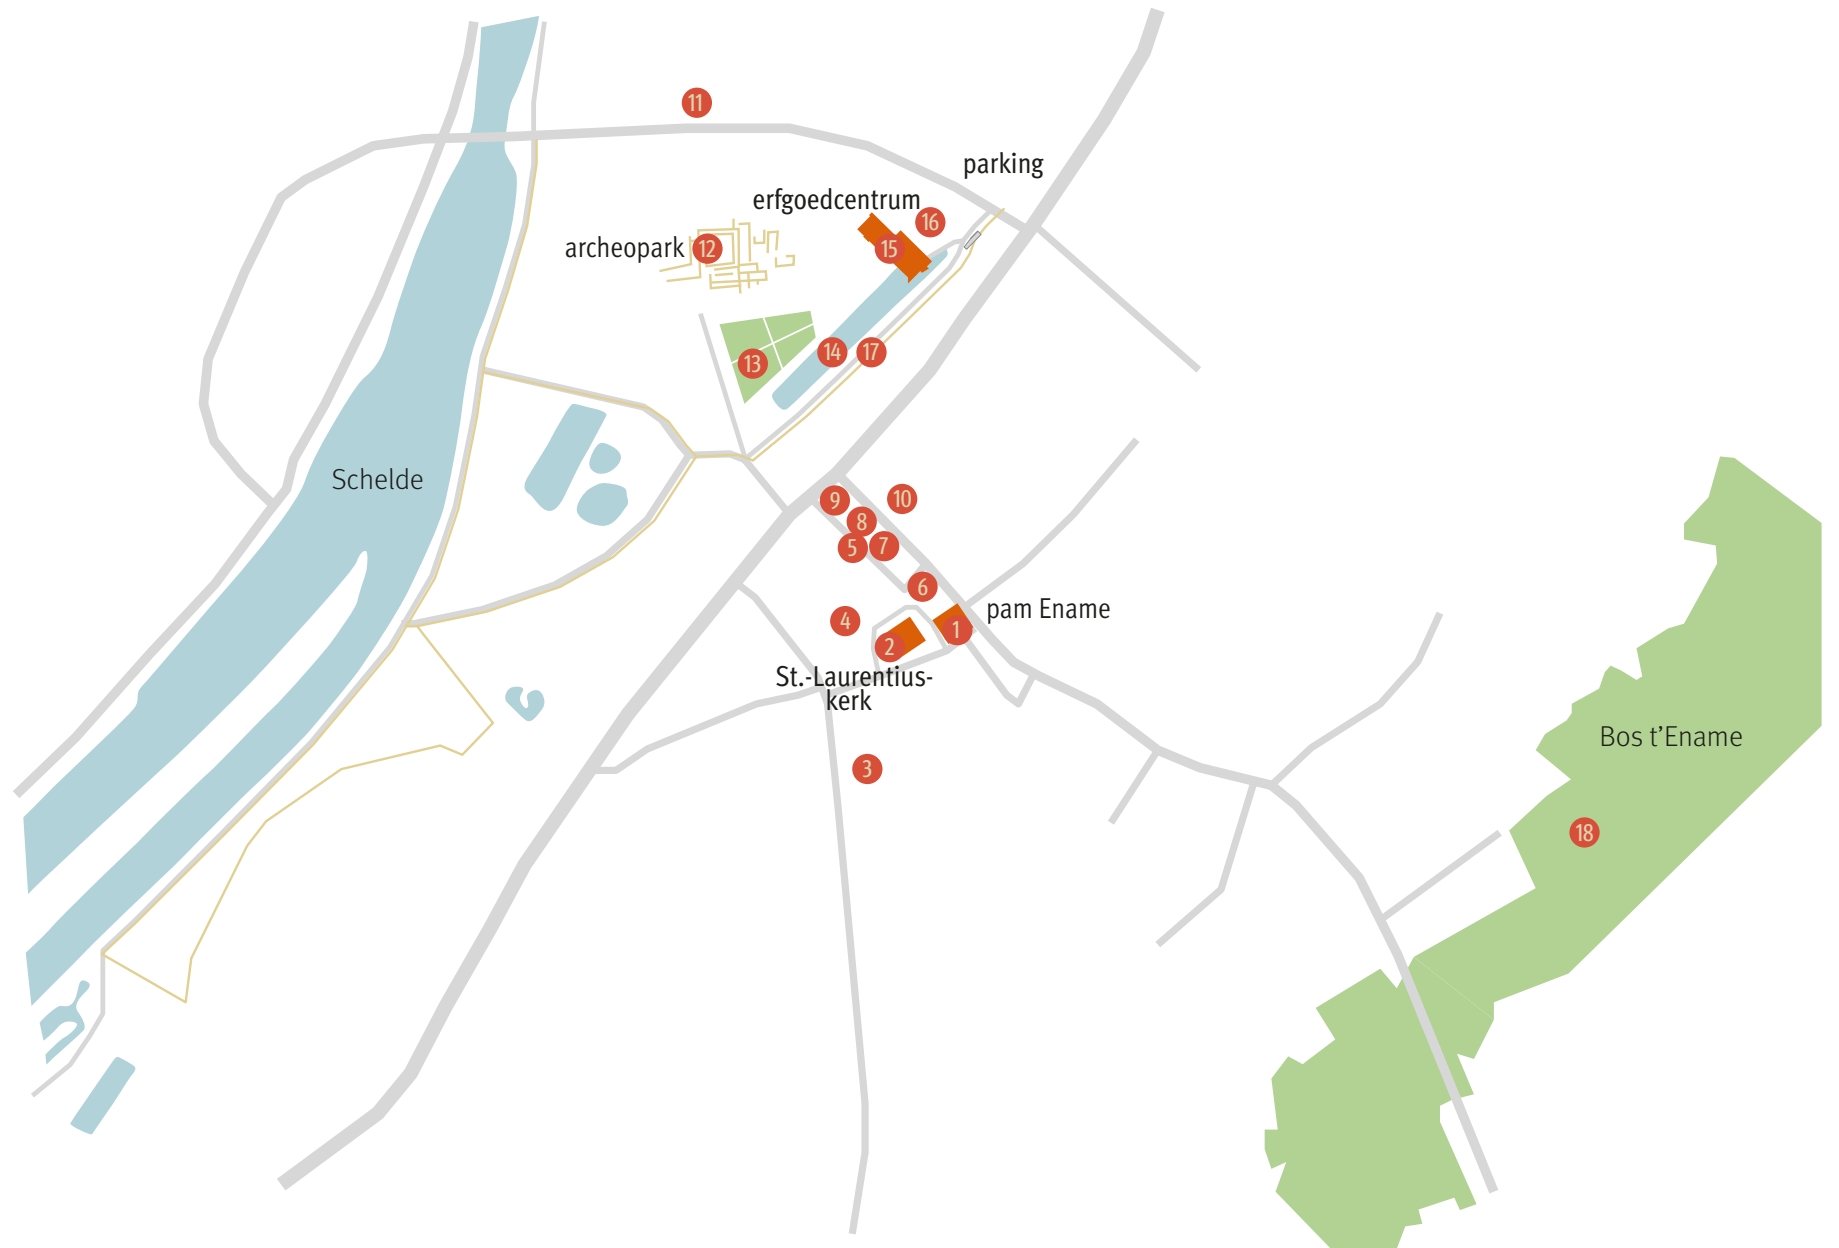 11
parking
erfgoedcentrum
16
archeopark
12
15
13
14
17
Schelde
9
10
8
5
7
6
4
pam Ename
1
2
St.-Laurentius-
kerk
3
Bos t’Ename
18